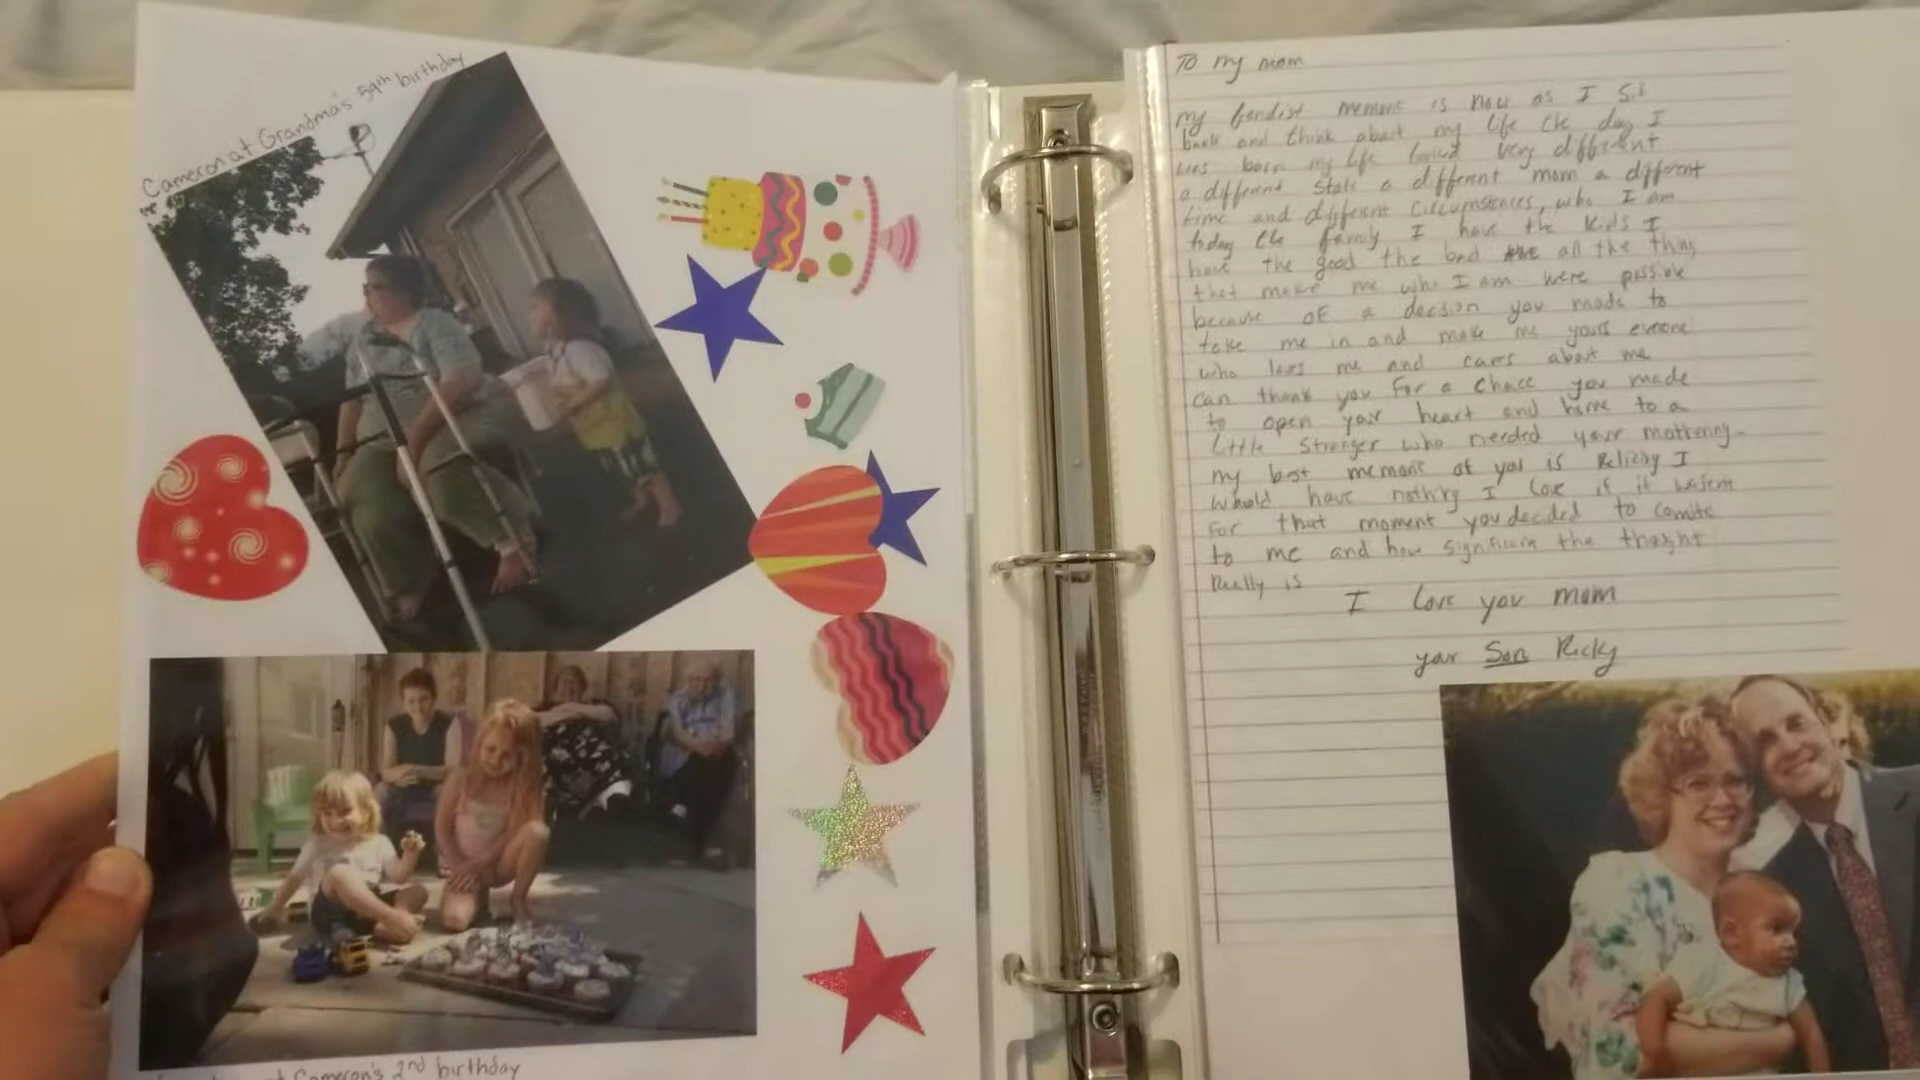 Cameron at Grandma's 59th birthday
at Cameron's 2nd birthday
To my mom
my fondist memorie is now as I sit
back and think about my life the day I
was born my life looked very different
a different state a different mom a different
time and different circumstances, who I am
today the family I have the kids I
have the good the bad all the thing
that make me who I am were possible
because of a decsion you made to
take me in and make me yours everone
who loves me and cares about me
can thank you for a choice you made
to open your heart and home to a
little stranger who needed your mothering
my best memorie of you is Relizing I
would have nothing I love if it wasent
for that moment you decided to comite
to me and how significant the thought
Really is
I love you mom
your Son Ricky